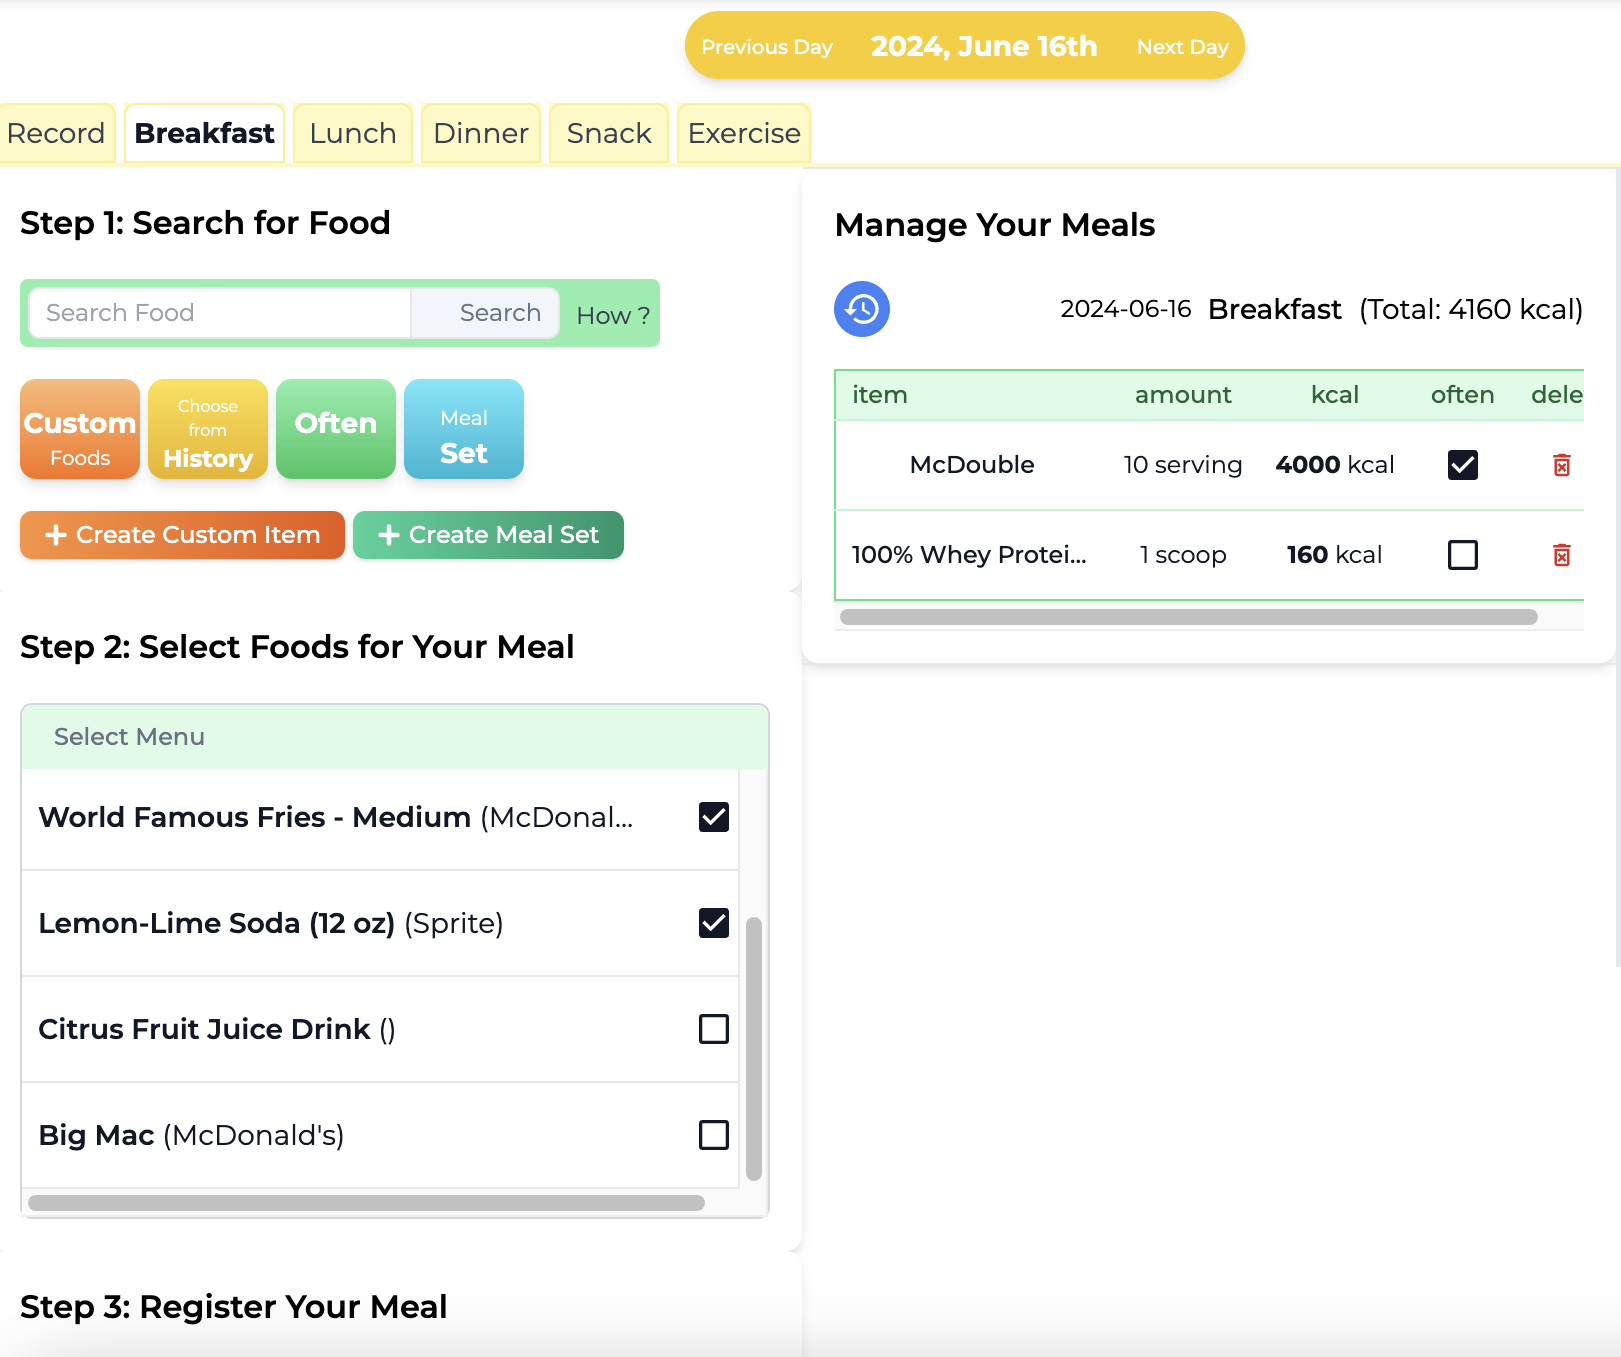 Previous Day 2024, June 16th Next Day
Record Breakfast Lunch Dinner Snack Exercise
Step 1: Search for Food
Search Food Search How ?
Custom
Foods
Choose
from
History
Often
Meal
Set
+ Create Custom Item + Create Meal Set
Step 2: Select Foods for Your Meal
Select Menu
World Famous Fries - Medium (McDonal...
Lemon-Lime Soda (12 oz) (Sprite)
Citrus Fruit Juice Drink ()
Big Mac (McDonald's)
Step 3: Register Your Meal
Manage Your Meals
2024-06-16 Breakfast (Total: 4160 kcal)
item amount kcal often dele
McDouble 10 serving 4000 kcal
100% Whey Protei... 1 scoop 160 kcal